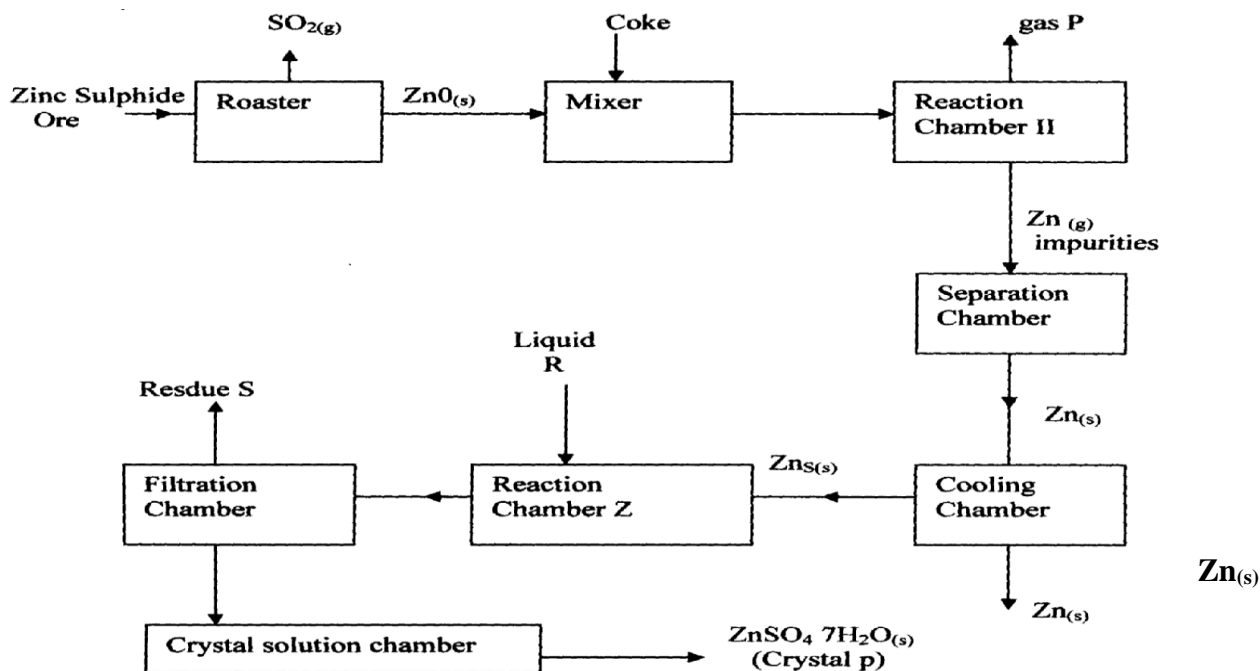 SO₂(g)
Coke
gas P
Zinc Sulphide
Ore
Roaster
Zn0(s)
Mixer
Reaction
Chamber II
Zn (g)
impurities
Separation
Chamber
Liquid
R
Resdue S
Zn(s)
Filtration
Chamber
Reaction
Chamber Z
ZnS(s)
Cooling
Chamber
Zn(s)
Zn(s)
Crystal solution chamber
ZnSO₄ 7H₂O(s)
(Crystal p)